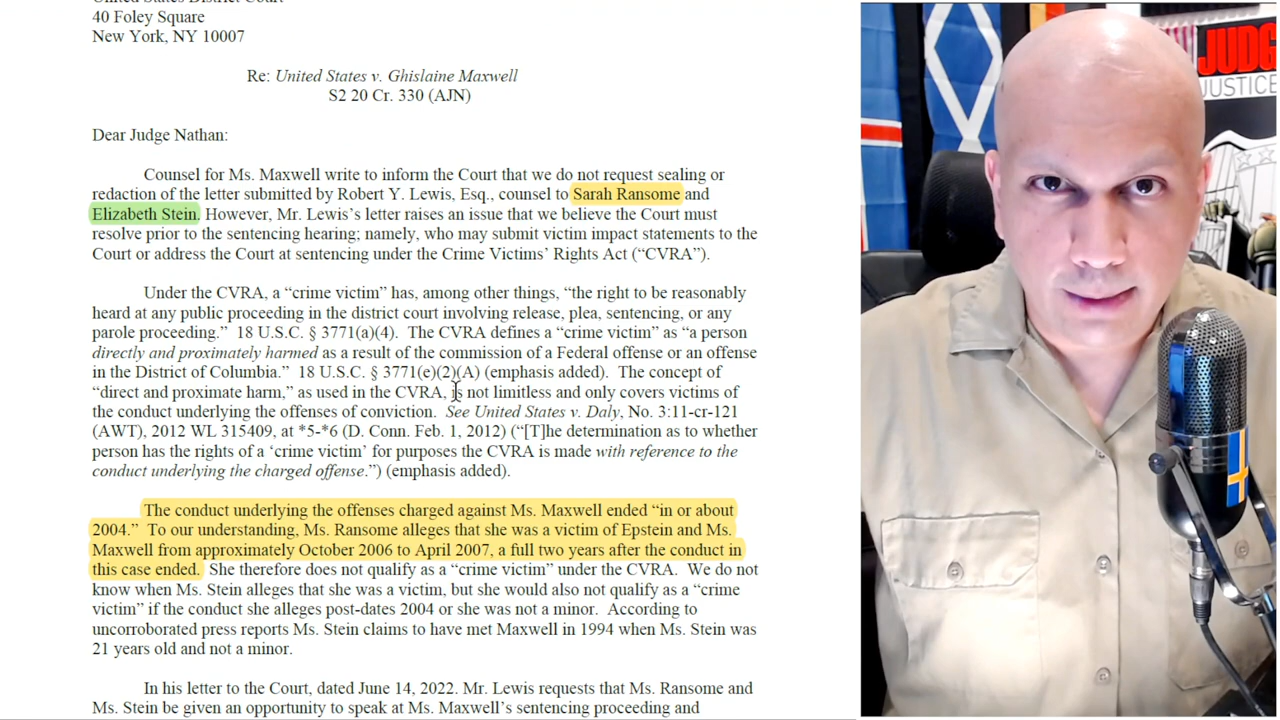 United States District Court
40 Foley Square
New York, NY 10007
Re: United States v. Ghislaine Maxwell
S2 20 Cr. 330 (AJN)
Dear Judge Nathan:
Counsel for Ms. Maxwell write to inform the Court that we do not request sealing or
redaction of the letter submitted by Robert Y. Lewis, Esq., counsel to Sarah Ransome and
Elizabeth Stein. However, Mr. Lewis’s letter raises an issue that we believe the Court must
resolve prior to the sentencing hearing; namely, who may submit victim impact statements to the
Court or address the Court at sentencing under the Crime Victims’ Rights Act (“CVRA”).
Under the CVRA, a “crime victim” has, among other things, “the right to be reasonably
heard at any public proceeding in the district court involving release, plea, sentencing, or any
parole proceeding.” 18 U.S.C. § 3771(a)(4). The CVRA defines a “crime victim” as “a person
directly and proximately harmed as a result of the commission of a Federal offense or an offense
in the District of Columbia.” 18 U.S.C. § 3771(e)(2)(A) (emphasis added). The concept of
“direct and proximate harm,” as used in the CVRA, is not limitless and only covers victims of
the conduct underlying the offenses of conviction. See United States v. Daly, No. 3:11-cr-121
(AWT), 2012 WL 315409, at *5-*6 (D. Conn. Feb. 1, 2012) (“[T]he determination as to whether
person has the rights of a ‘crime victim’ for purposes the CVRA is made with reference to the
conduct underlying the charged offense.”) (emphasis added).
The conduct underlying the offenses charged against Ms. Maxwell ended “in or about
2004.” To our understanding, Ms. Ransome alleges that she was a victim of Epstein and Ms.
Maxwell from approximately October 2006 to April 2007, a full two years after the conduct in
this case ended. She therefore does not qualify as a “crime victim” under the CVRA. We do not
know when Ms. Stein alleges that she was a victim, but she would also not qualify as a “crime
victim” if the conduct she alleges post-dates 2004 or she was not a minor. According to
uncorroborated press reports Ms. Stein claims to have met Maxwell in 1994 when Ms. Stein was
21 years old and not a minor.
In his letter to the Court, dated June 14, 2022. Mr. Lewis requests that Ms. Ransome and
Ms. Stein be given an opportunity to speak at Ms. Maxwell’s sentencing proceeding and
JUDG
JUSTICE